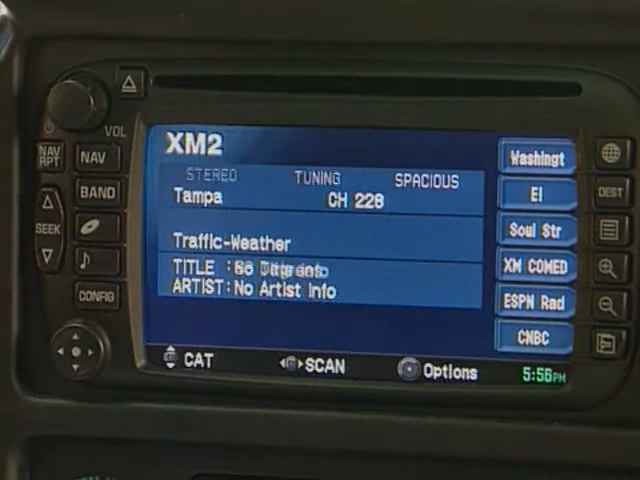 VOL
NAV RPT
NAV
BAND
SEEK
CONFIG
XM2
STEREO TUNING SPACIOUS
Tampa CH 228
Traffic-Weather
TITLE :
ARTIST:No Artist Info
CAT SCAN Options
Washingt
El
Soul Str
XM COMED
ESPN Rad
CNBC
5:56PM
DEST